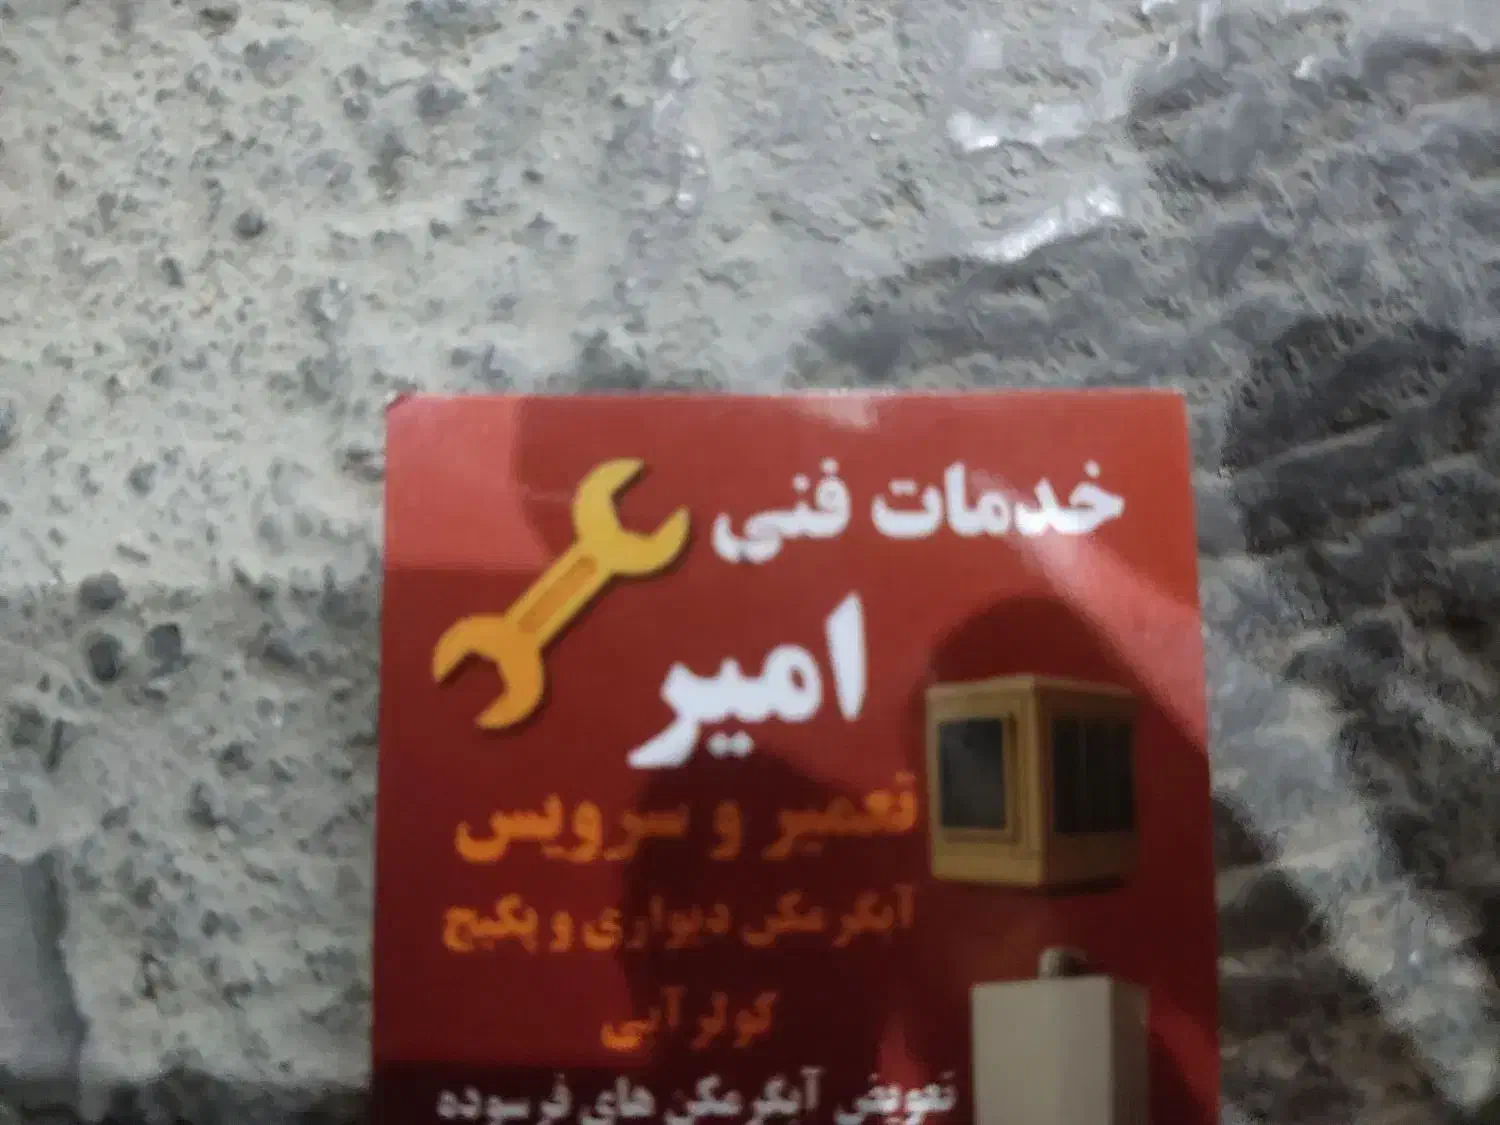 خدمات فنی
امیر
تعمیر و سرویس
آبگرمکن دیواری و پکیج
کولر آبی
تعویض آبگرمکن های فرسوده